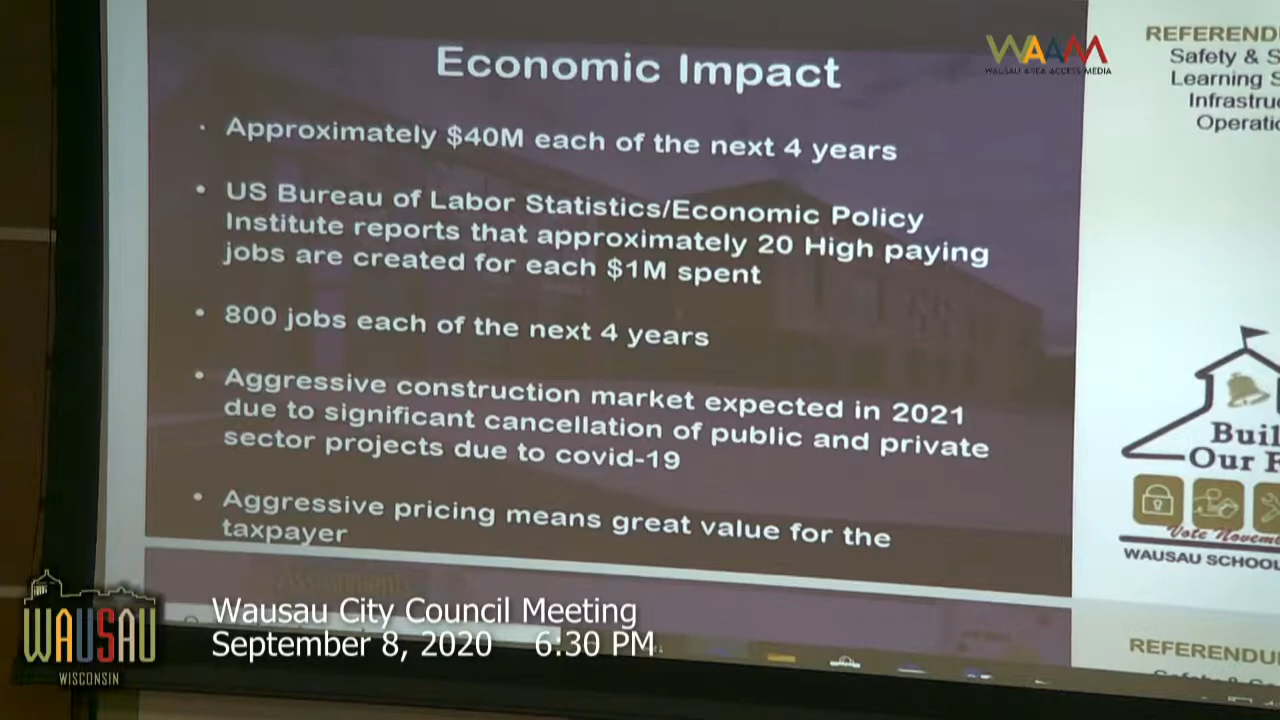 WAAM
WAUSAU AREA ACCESS MEDIA
Economic Impact
· Approximately $40M each of the next 4 years
• US Bureau of Labor Statistics/Economic Policy
Institute reports that approximately 20 High paying
jobs are created for each $1M spent
• 800 jobs each of the next 4 years
• Aggressive construction market expected in 2021
due to significant cancellation of public and private
sector projects due to covid-19
• Aggressive pricing means great value for the
taxpayer
REFEREND
Safety & S
Learning S
Infrastru
Operatio
Buil
Our F
Vote Novem
WAUSAU SCHOOL
REFERENDU
WAUSAU
WISCONSIN
Wausau City Council Meeting
September 8, 2020 6:30 PM